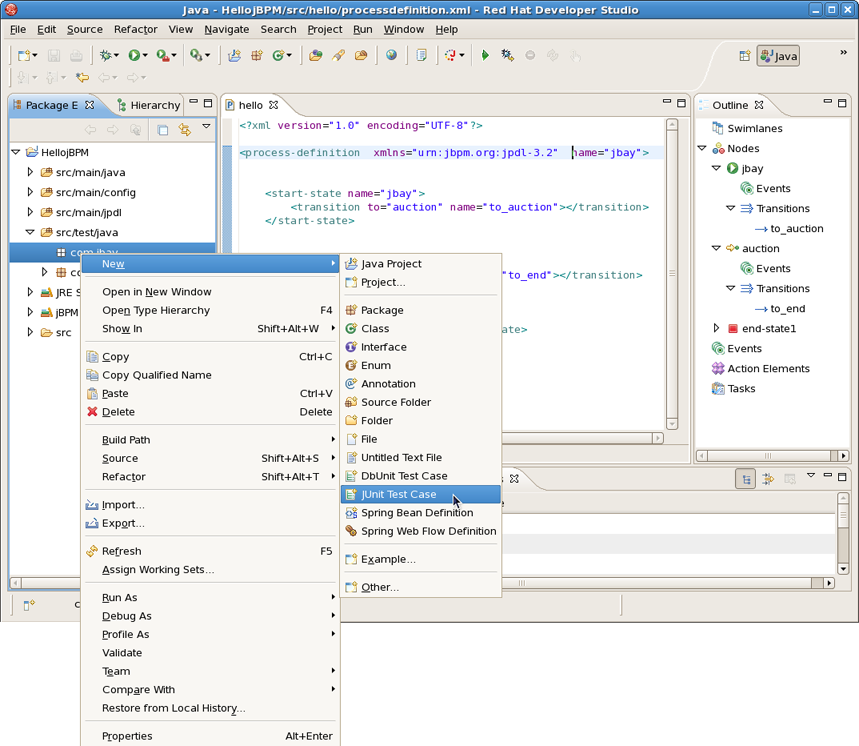 Java - HellojBPM/src/hello/processdefinition.xml - Red Hat Developer Studio
File Edit Source Refactor View Navigate Search Project Run Window Help
Java
»
Package E
Hierarchy
HellojBPM
src/main/java
src/main/config
src/main/jpdl
src/test/java
JRE S
jBPM
src
hello
<?xml version="1.0" encoding="UTF-8"?>
<process-definition xmlns="urn:jbpm.org:jpdl-3.2" name="jbay">
<start-state name="jbay">
<transition to="auction" name="to_auction"></transition>
</start-state>
"to_end"></transition>
ate>
Outline
Swimlanes
Nodes
jbay
Events
Transitions
to_auction
auction
Events
Transitions
to_end
end-state1
Events
Action Elements
Tasks
New
Open in New Window
Open Type Hierarchy F4
Show In Shift+Alt+W
Copy Ctrl+C
Copy Qualified Name
Paste Ctrl+V
Delete Delete
Build Path
Source Shift+Alt+S
Refactor Shift+Alt+T
Import...
Export...
Refresh F5
Assign Working Sets...
Run As
Debug As
Profile As
Validate
Team
Compare With
Restore from Local History...
Properties Alt+Enter
Java Project
Project...
Package
Class
Interface
Enum
Annotation
Source Folder
Folder
File
Untitled Text File
DbUnit Test Case
JUnit Test Case
Spring Bean Definition
Spring Web Flow Definition
Example...
Other...